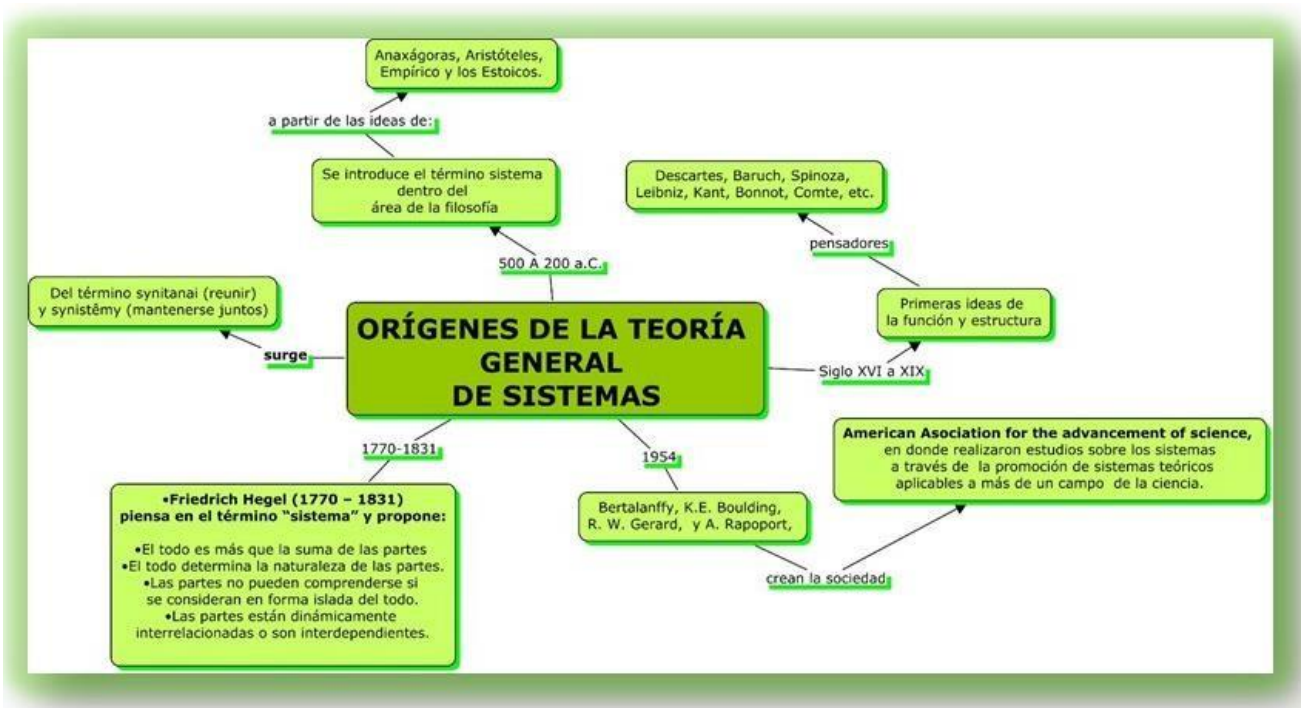 Anaxágoras, Aristóteles,
Empírico y los Estoicos.
a partir de las ideas de:
Se introduce el término sistema
dentro del
área de la filosofía
500 A 200 a.C.
Descartes, Baruch, Spinoza,
Leibniz, Kant, Bonnot, Comte, etc.
pensadores
Primeras ideas de
la función y estructura
Siglo XVI a XIX
Del término synitanai (reunir)
y synistêmy (mantenerse juntos)
surge
ORÍGENES DE LA TEORÍA
GENERAL
DE SISTEMAS
1770-1831
•Friedrich Hegel (1770 – 1831)
piensa en el término “sistema” y propone:
•El todo es más que la suma de las partes
•El todo determina la naturaleza de las partes.
•Las partes no pueden comprenderse si
se consideran en forma islada del todo.
•Las partes están dinámicamente
interrelacionadas o son interdependientes.
1954
Bertalanffy, K.E. Boulding,
R. W. Gerard, y A. Rapoport,
crean la sociedad
American Asociation for the advancement of science,
en donde realizaron estudios sobre los sistemas
a través de la promoción de sistemas teóricos
aplicables a más de un campo de la ciencia.